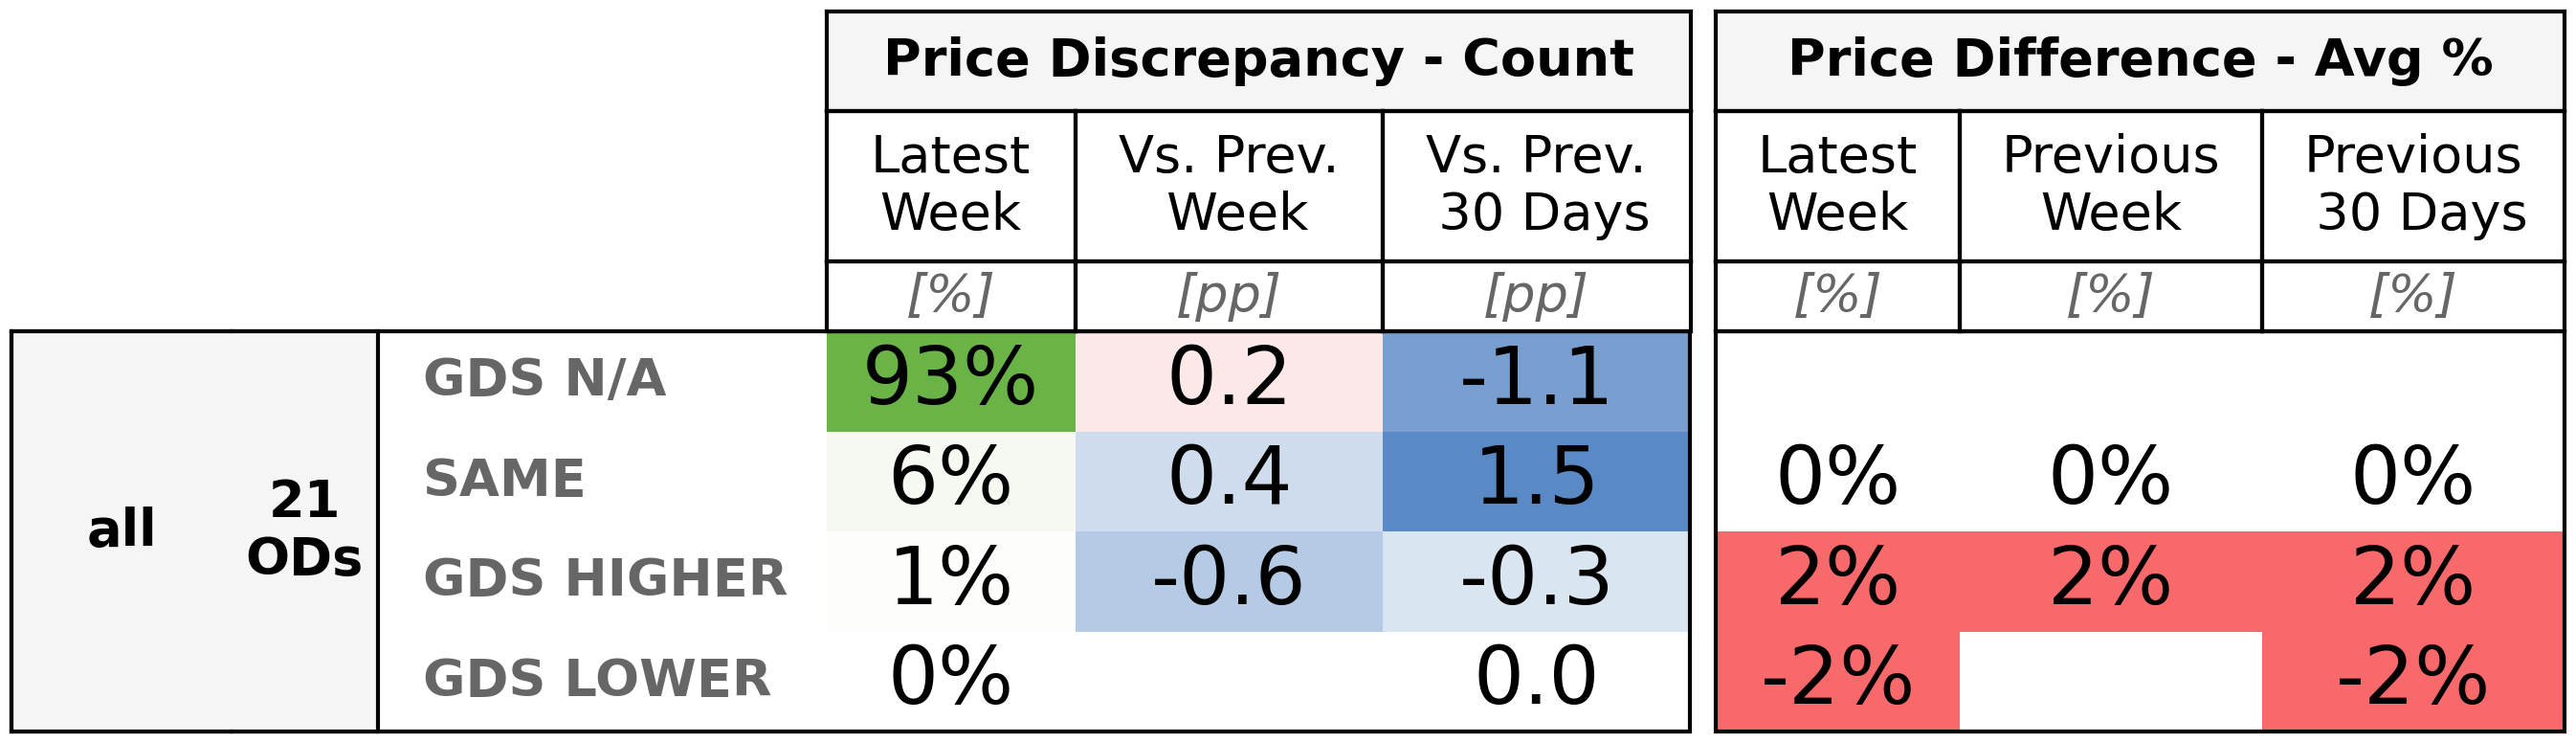 Price Discrepancy - Count
Price Difference - Avg %
Latest Week
Vs. Prev. Week
Vs. Prev. 30 Days
Latest Week
Previous Week
Previous 30 Days
[%] [pp] [pp] [%] [%] [%]
all
21 ODs
GDS N/A 93% 0.2 -1.1
SAME 6% 0.4 1.5 0% 0% 0%
GDS HIGHER 1% -0.6 -0.3 2% 2% 2%
GDS LOWER 0% 0.0 -2% -2%